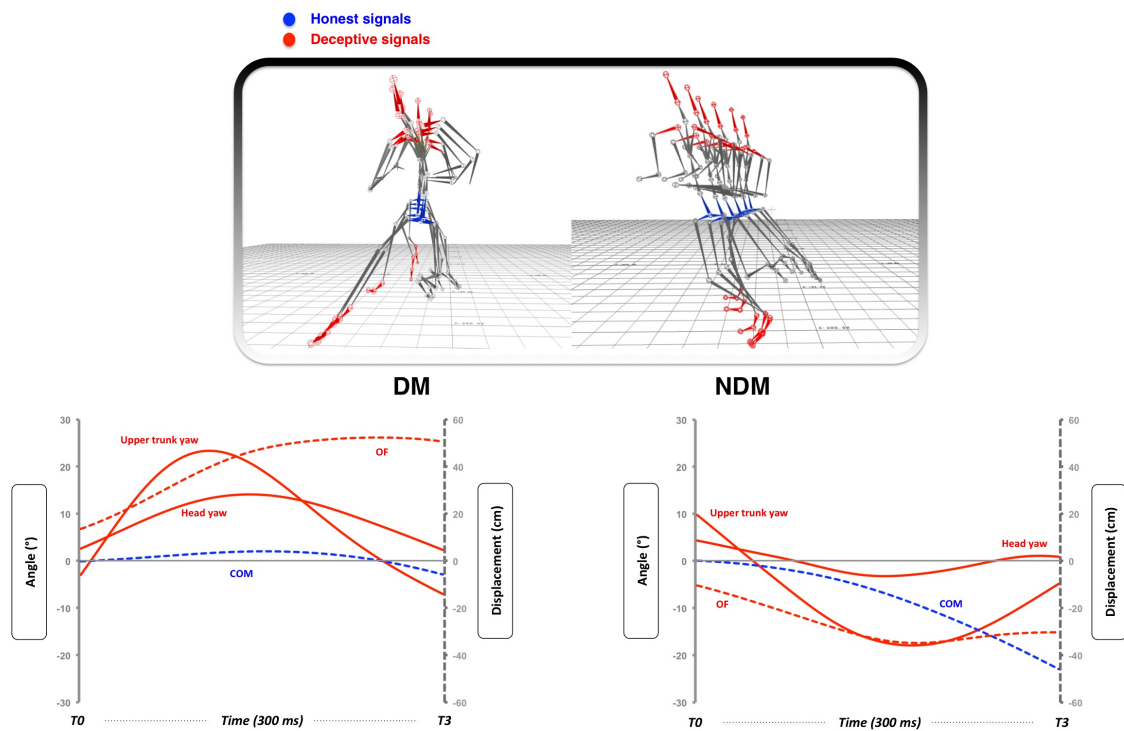 Honest signals
Deceptive signals
DM
NDM
30
20
10
0
-10
-20
-30
Angle (°)
Upper trunk yaw
Head yaw
OF
COM
60
40
20
0
-20
-40
-60
Displacement (cm)
T0
Time (300 ms)
T3
30
20
10
0
-10
-20
-30
Angle (°)
Upper trunk yaw
Head yaw
OF
COM
60
40
20
0
-20
-40
-60
Displacement (cm)
T0
Time (300 ms)
T3